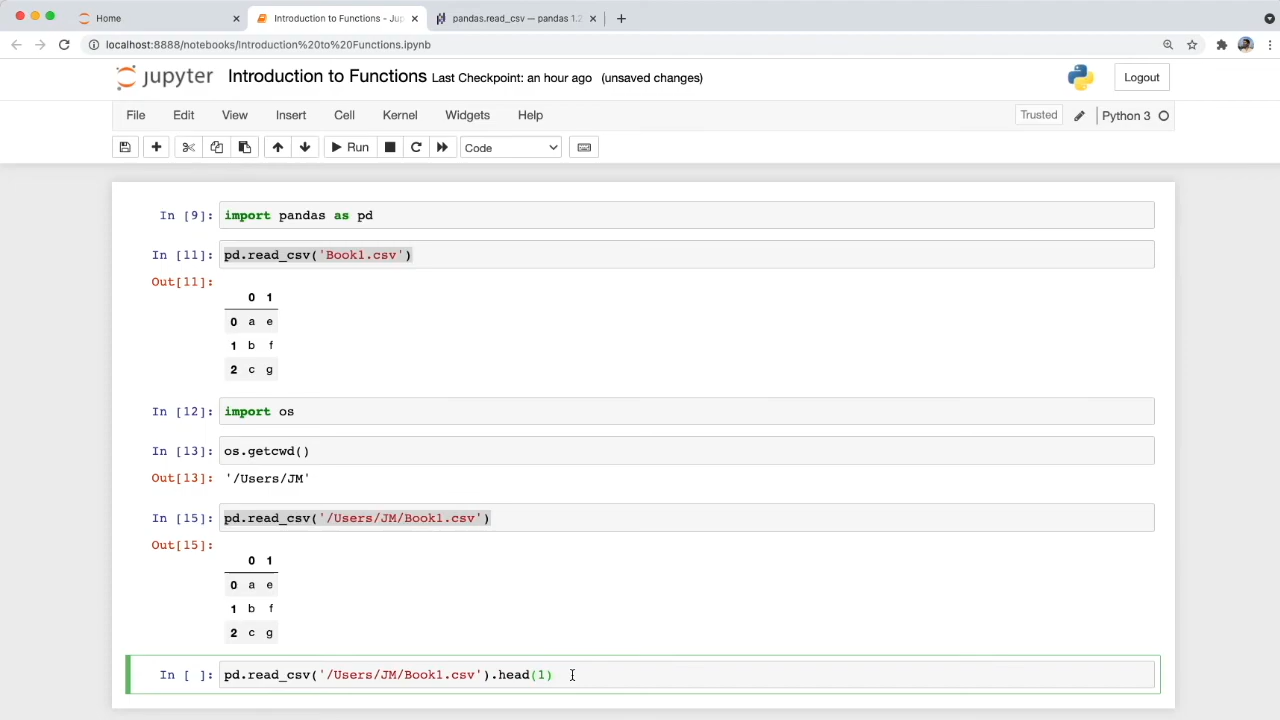 Home
Introduction to Functions - Jup
pandas.read_csv — pandas 1.2
localhost:8888/notebooks/Introduction%20to%20Functions.ipynb
jupyter Introduction to Functions Last Checkpoint: an hour ago (unsaved changes)
Logout
File Edit View Insert Cell Kernel Widgets Help
Trusted
Python 3
Run
Code
In [9]: import pandas as pd
In [11]: pd.read_csv('Book1.csv')
Out[11]:
0 1
0 a e
1 b f
2 c g
In [12]: import os
In [13]: os.getcwd()
Out[13]: '/Users/JM'
In [15]: pd.read_csv('/Users/JM/Book1.csv')
Out[15]:
0 1
0 a e
1 b f
2 c g
In [ ]: pd.read_csv('/Users/JM/Book1.csv').head(1)